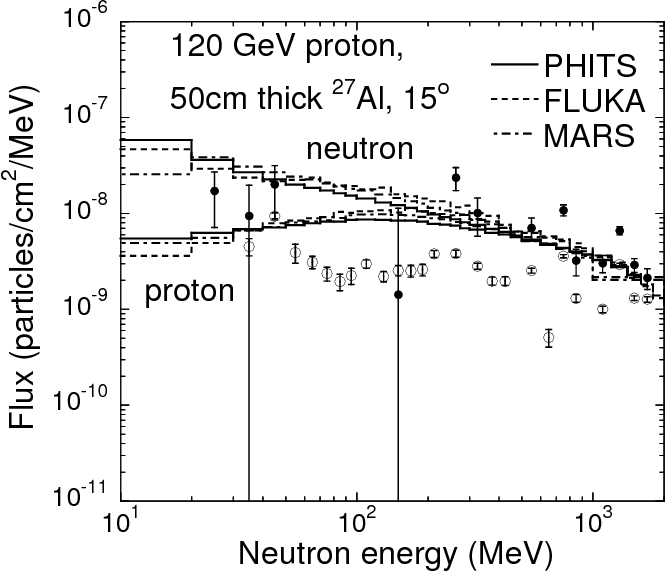 10⁻⁶
120 GeV proton,
50cm thick ²⁷Al, 15°
PHITS
FLUKA
MARS
neutron
10⁻⁷
10⁻⁸
proton
10⁻⁹
10⁻¹⁰
10⁻¹¹
Flux (particles/cm²/MeV)
10¹ 10² 10³
Neutron energy (MeV)